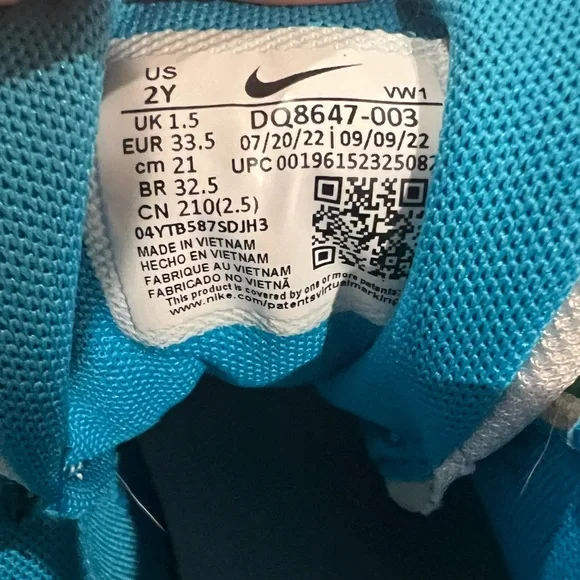 US
2Y
VW1
UK 1.5
DQ8647-003
EUR 33.5
07/20/22 | 09/09/22
cm 21
UPC 00196152325082
BR 32.5
CN 210(2.5)
04YTB587SDJH3
MADE IN VIETNAM
HECHO EN VIETNAM
FABRIQUE AU VIETNAM
FABRICADO NO VIETNÃ
This product is covered by one or more patents
www.nike.com/patentsvirtualmarking